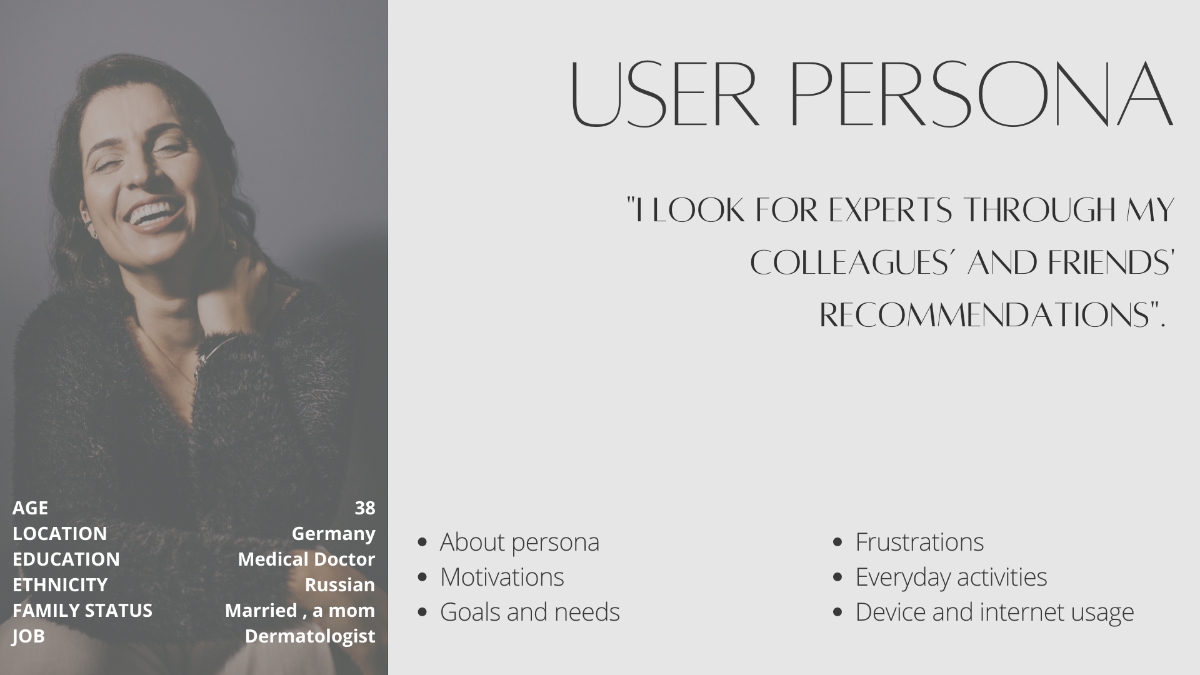 USER PERSONA
"I LOOK FOR EXPERTS THROUGH MY
COLLEAGUES´ AND FRIENDS'
RECOMMENDATIONS".
AGE 38
LOCATION Germany
EDUCATION Medical Doctor
ETHNICITY Russian
FAMILY STATUS Married , a mom
JOB Dermatologist
• About persona
• Motivations
• Goals and needs
• Frustrations
• Everyday activities
• Device and internet usage